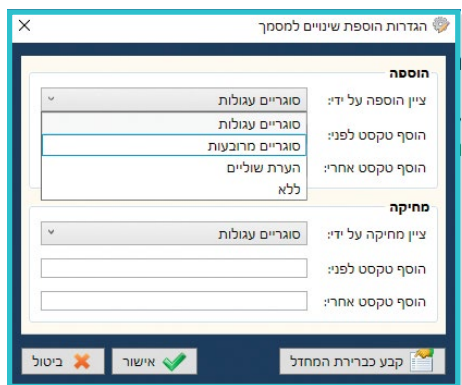 הגדרות הוספת שינויים למסמך
הוספה
ציין הוספה על ידי: סוגריים עגולות
סוגריים עגולות
הוסף טקסט לפני: סוגריים מרובעות
הוסף טקסט אחרי: הערת שוליים
ללא
מחיקה
ציין מחיקה על ידי: סוגריים עגולות
הוסף טקסט לפני:
הוסף טקסט אחרי:
קבע כברירת המחדל אישור ביטול